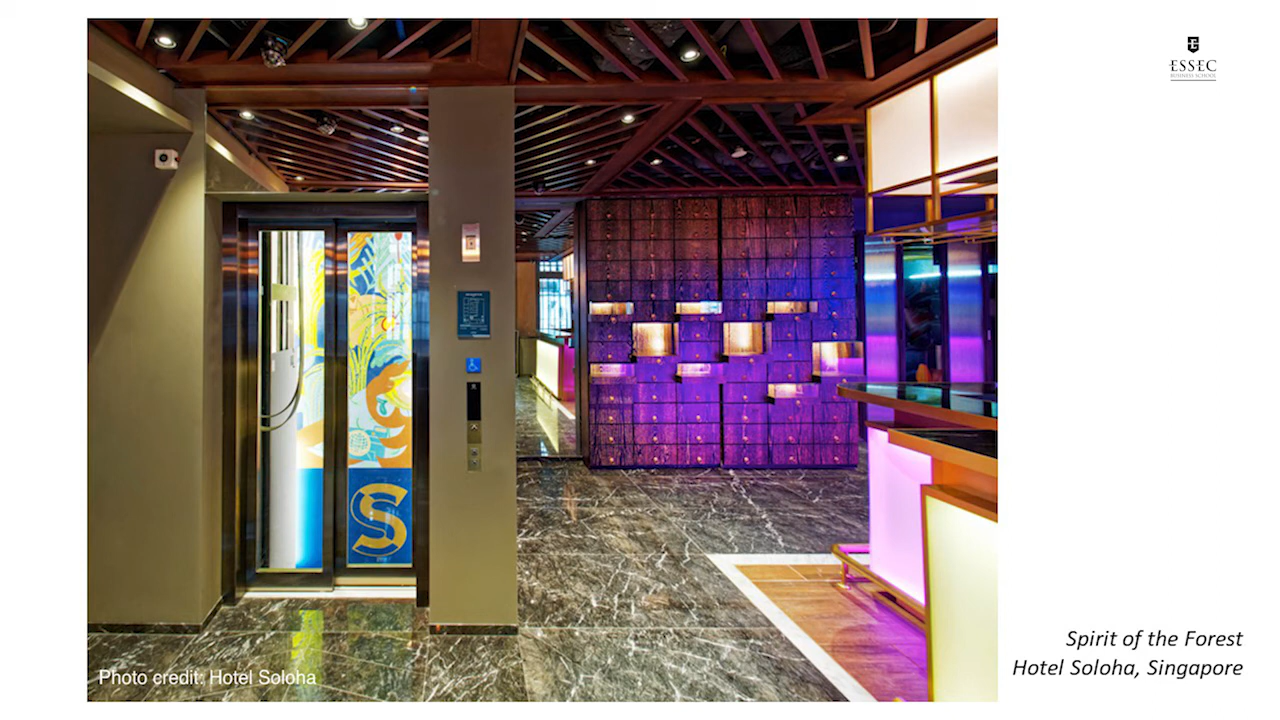 ESSEC
BUSINESS SCHOOL
S
Photo credit: Hotel Soloha
Spirit of the Forest
Hotel Soloha, Singapore